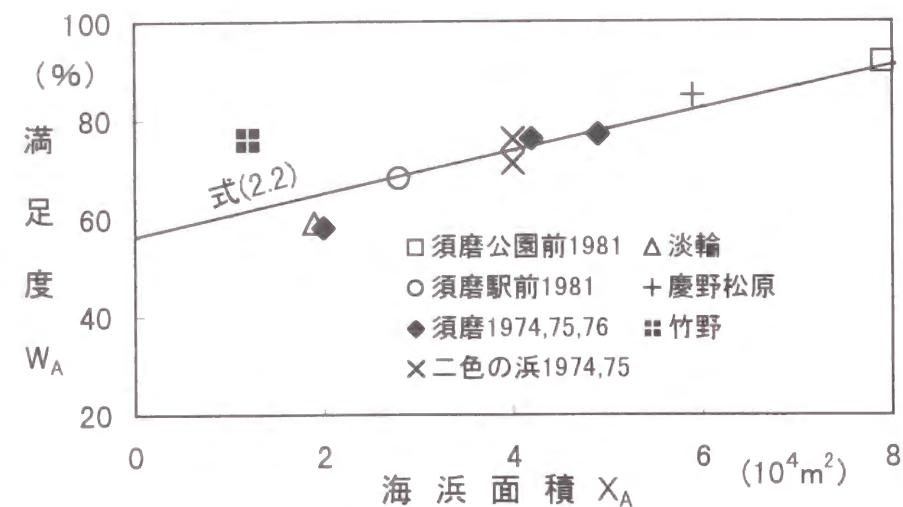 100
(%)
満
足
度
W_A
80
60
40
20
式(2.2)
□須磨公園前1981 △淡輪
○須磨駅前1981 +慶野松原
◆須磨1974,75,76 竹野
×二色の浜1974,75
0 2 4 6 8
(10⁴m²)
海浜面積 X_A